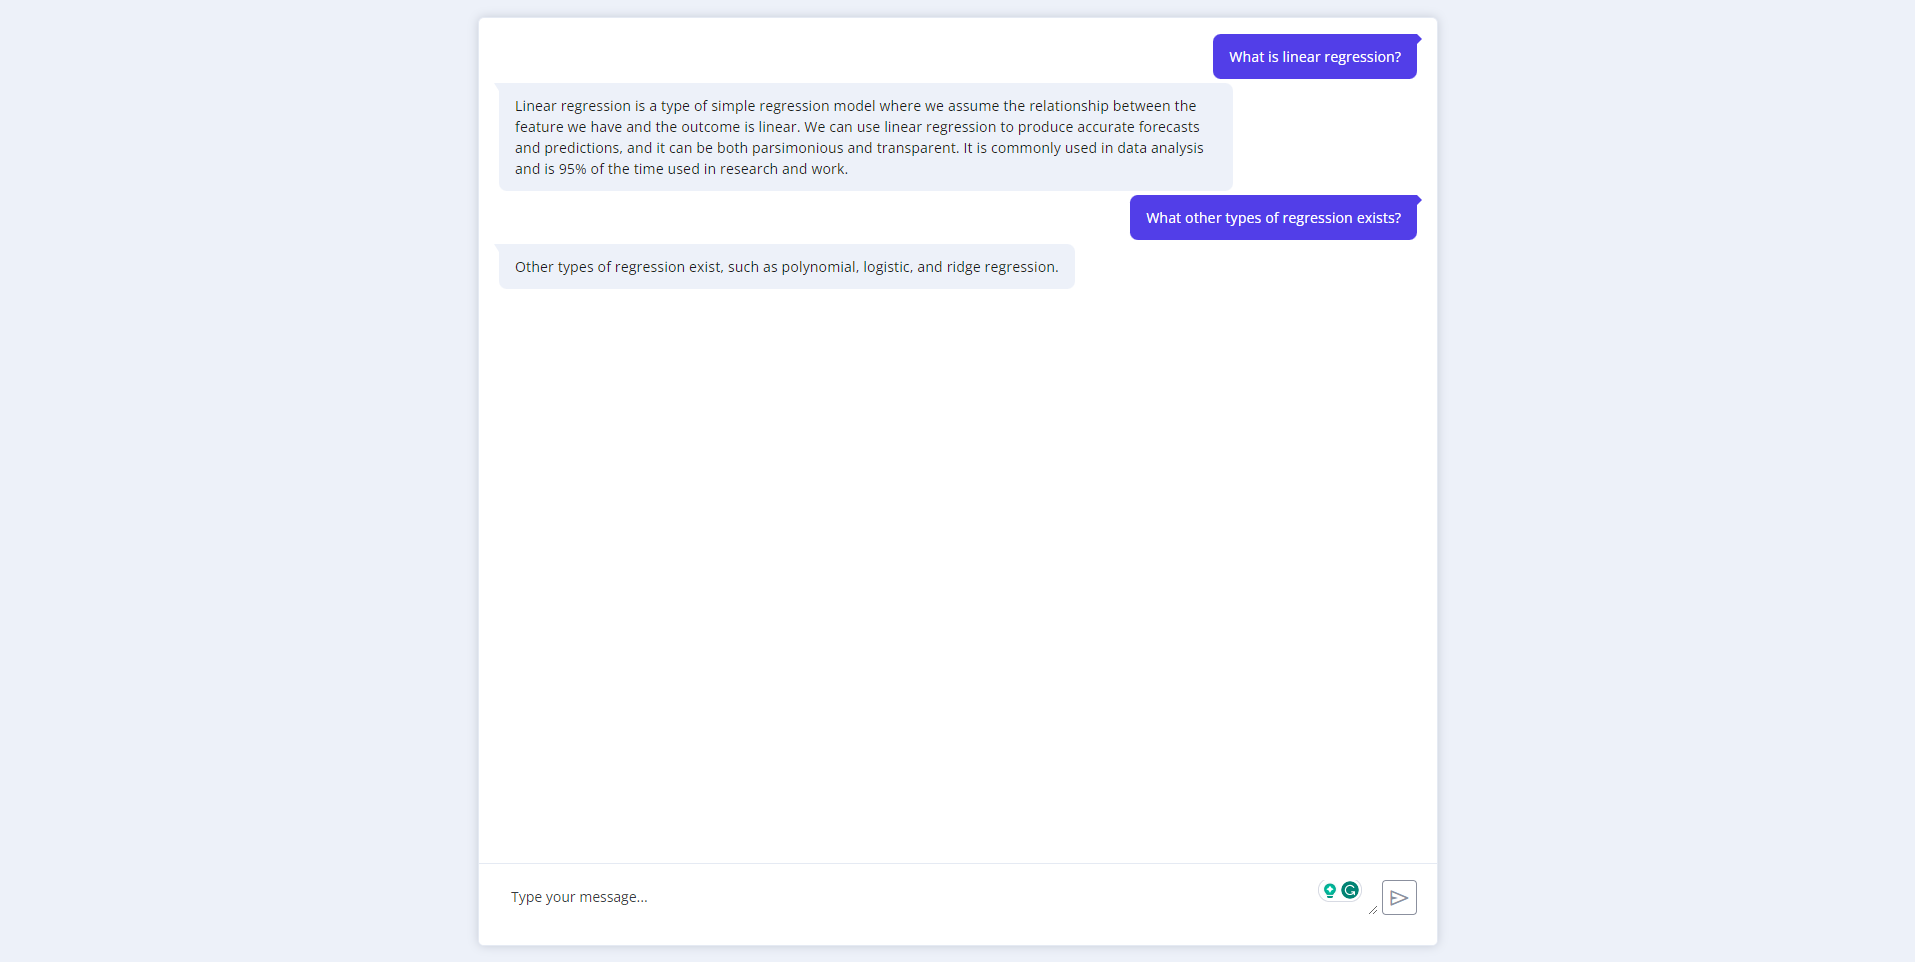 What is linear regression?
Linear regression is a type of simple regression model where we assume the relationship between the
feature we have and the outcome is linear. We can use linear regression to produce accurate forecasts
and predictions, and it can be both parsimonious and transparent. It is commonly used in data analysis
and is 95% of the time used in research and work.
What other types of regression exists?
Other types of regression exist, such as polynomial, logistic, and ridge regression.
Type your message...